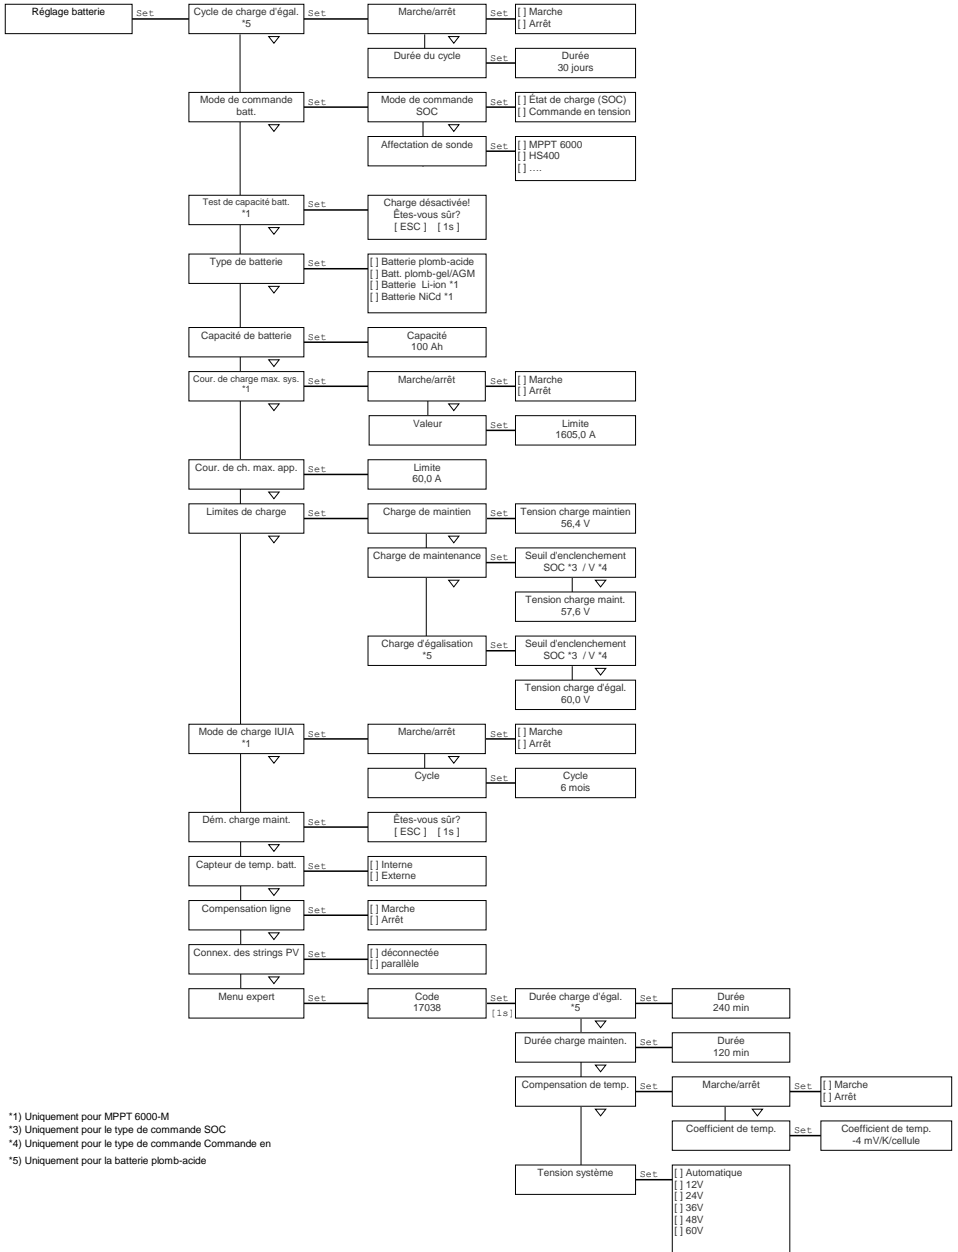 Réglage batterie
Set
Cycle de charge d'égal.
*5
Set
Marche/arrêt
Set
[ ] Marche
[ ] Arrêt
Durée du cycle
Set
Durée
30 jours
Mode de commande
batt.
Set
Mode de commande
SOC
Set
[ ] État de charge (SOC)
[ ] Commande en tension
Affectation de sonde
Set
[ ] MPPT 6000
[ ] HS400
[ ] ....
Test de capacité batt.
*1
Set
Charge désactivée!
Êtes-vous sûr?
[ ESC ] [ 1s ]
Type de batterie
Set
[ ] Batterie plomb-acide
[ ] Batt. plomb-gel/AGM
[ ] Batterie Li-ion *1
[ ] Batterie NiCd *1
Capacité de batterie
Set
Capacité
100 Ah
Cour. de charge max. sys.
*1
Set
Marche/arrêt
Set
[ ] Marche
[ ] Arrêt
Valeur
Set
Limite
1605,0 A
Cour. de ch. max. app.
Set
Limite
60,0 A
Limites de charge
Set
Charge de maintien
Set
Tension charge maintien
56,4 V
Charge de maintenance
Set
Seuil d'enclenchement
SOC *3 / V *4
Tension charge maint.
57,6 V
Charge d'égalisation
*5
Set
Seuil d'enclenchement
SOC *3 / V *4
Tension charge d'égal.
60,0 V
Mode de charge IUIA
*1
Set
Marche/arrêt
Set
[ ] Marche
[ ] Arrêt
Cycle
Set
Cycle
6 mois
Dém. charge maint.
Set
Êtes-vous sûr?
[ ESC ] [ 1s ]
Capteur de temp. batt.
Set
[ ] Interne
[ ] Externe
Compensation ligne
Set
[ ] Marche
[ ] Arrêt
Connex. des strings PV
Set
[ ] déconnectée
[ ] parallèle
Menu expert
Set
Code
17038
Set
[1s]
Durée charge d'égal.
*5
Set
Durée
240 min
Durée charge mainten.
Set
Durée
120 min
Compensation de temp.
Set
Marche/arrêt
Set
[ ] Marche
[ ] Arrêt
Coefficient de temp.
Set
Coefficient de temp.
-4 mV/K/cellule
Tension système
Set
[ ] Automatique
[ ] 12V
[ ] 24V
[ ] 36V
[ ] 48V
[ ] 60V
*1) Uniquement pour MPPT 6000-M
*3) Uniquement pour le type de commande SOC
*4) Uniquement pour le type de commande Commande en
*5) Uniquement pour la batterie plomb-acide